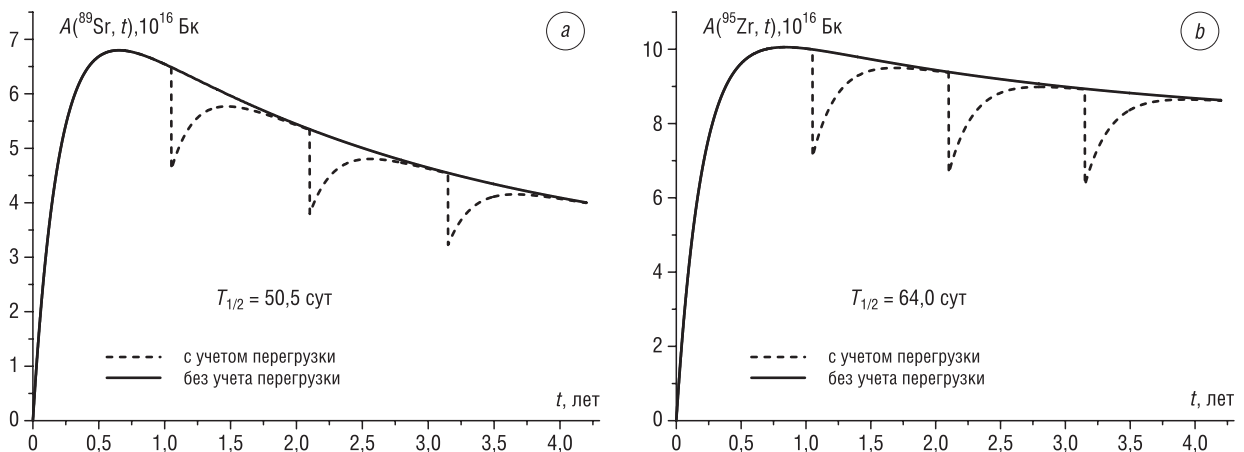 A(⁸⁹Sr, t),10¹⁶ Бк
a
7
6
5
4
3
2
1
0
T₁/₂ = 50,5 сут
с учетом перегрузки
без учета перегрузки
t, лет
0 0,5 1,0 1,5 2,0 2,5 3,0 3,5 4,0
A(⁹⁵Zr, t),10¹⁶ Бк
b
10
8
6
4
2
0
T₁/₂ = 64,0 сут
с учетом перегрузки
без учета перегрузки
t, лет
0 0,5 1,0 1,5 2,0 2,5 3,0 3,5 4,0